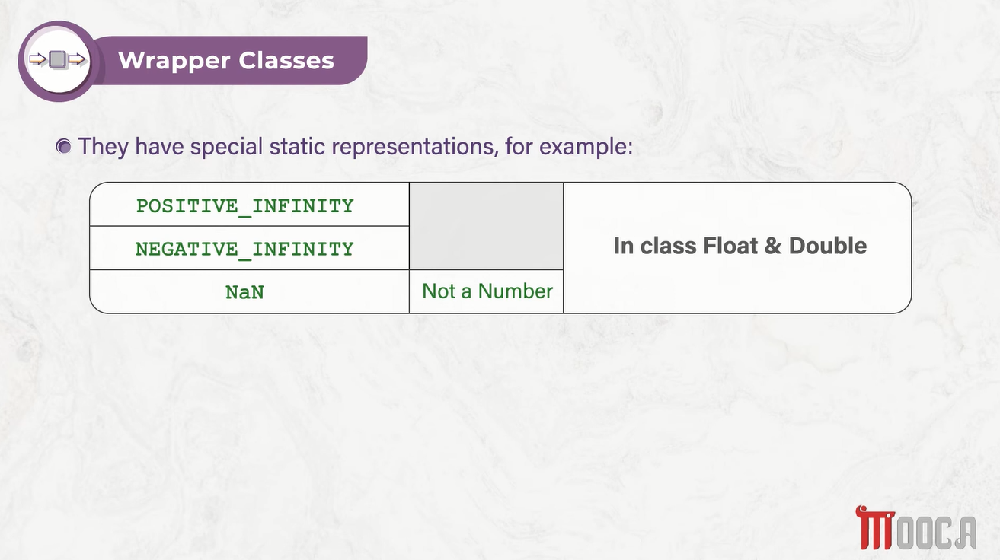 Wrapper Classes
They have special static representations, for example:
POSITIVE_INFINITY
NEGATIVE_INFINITY
In class Float & Double
NaN
Not a Number
MOOCA